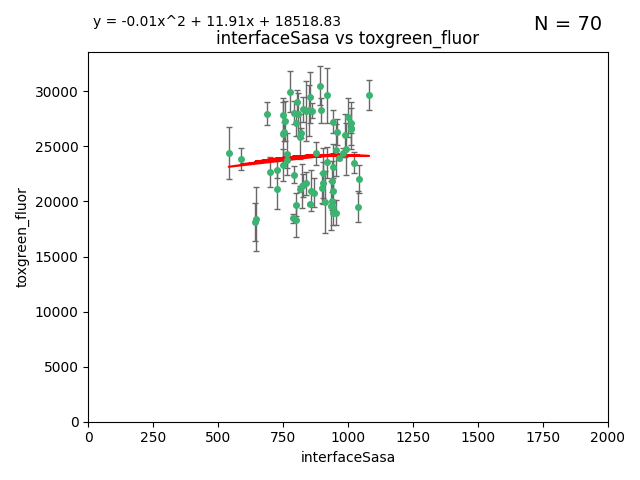 y = -0.01x^2 + 11.91x + 18518.83
N = 70
interfaceSasa vs toxgreen_fluor
30000
25000
20000
15000
10000
5000
0
toxgreen_fluor
0 250 500 750 1000 1250 1500 1750 2000
interfaceSasa